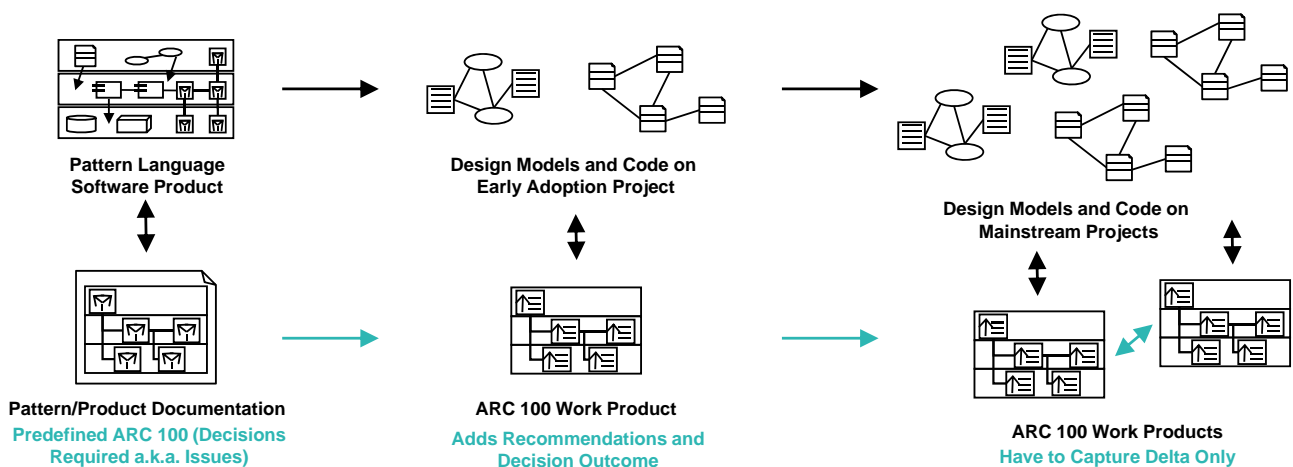 Pattern Language
Software Product
Design Models and Code on
Early Adoption Project
Design Models and Code on
Mainstream Projects
Pattern/Product Documentation
Predefined ARC 100 (Decisions
Required a.k.a. Issues)
ARC 100 Work Product
Adds Recommendations and
Decision Outcome
ARC 100 Work Products
Have to Capture Delta Only